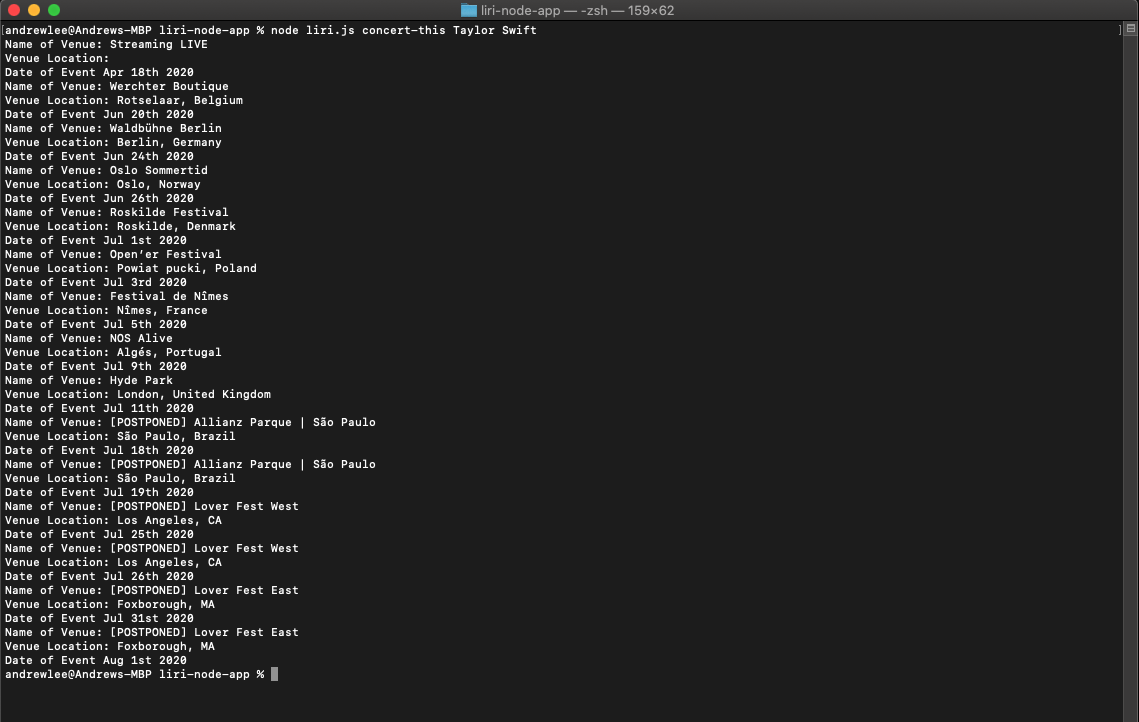 liri-node-app — -zsh — 159×62
[andrewlee@Andrews-MBP liri-node-app % node liri.js concert-this Taylor Swift ]
Name of Venue: Streaming LIVE
Venue Location:
Date of Event Apr 18th 2020
Name of Venue: Werchter Boutique
Venue Location: Rotselaar, Belgium
Date of Event Jun 20th 2020
Name of Venue: Waldbühne Berlin
Venue Location: Berlin, Germany
Date of Event Jun 24th 2020
Name of Venue: Oslo Sommertid
Venue Location: Oslo, Norway
Date of Event Jun 26th 2020
Name of Venue: Roskilde Festival
Venue Location: Roskilde, Denmark
Date of Event Jul 1st 2020
Name of Venue: Open’er Festival
Venue Location: Powiat pucki, Poland
Date of Event Jul 3rd 2020
Name of Venue: Festival de Nîmes
Venue Location: Nîmes, France
Date of Event Jul 5th 2020
Name of Venue: NOS Alive
Venue Location: Algés, Portugal
Date of Event Jul 9th 2020
Name of Venue: Hyde Park
Venue Location: London, United Kingdom
Date of Event Jul 11th 2020
Name of Venue: [POSTPONED] Allianz Parque | São Paulo
Venue Location: São Paulo, Brazil
Date of Event Jul 18th 2020
Name of Venue: [POSTPONED] Allianz Parque | São Paulo
Venue Location: São Paulo, Brazil
Date of Event Jul 19th 2020
Name of Venue: [POSTPONED] Lover Fest West
Venue Location: Los Angeles, CA
Date of Event Jul 25th 2020
Name of Venue: [POSTPONED] Lover Fest West
Venue Location: Los Angeles, CA
Date of Event Jul 26th 2020
Name of Venue: [POSTPONED] Lover Fest East
Venue Location: Foxborough, MA
Date of Event Jul 31st 2020
Name of Venue: [POSTPONED] Lover Fest East
Venue Location: Foxborough, MA
Date of Event Aug 1st 2020
andrewlee@Andrews-MBP liri-node-app %